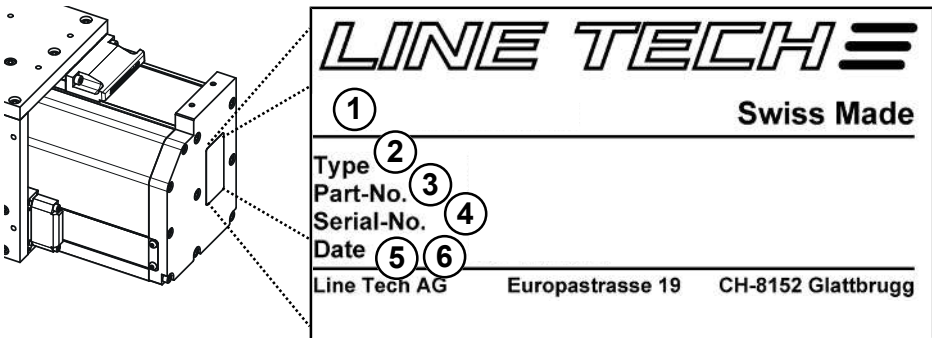 LINE TECH
1 Swiss Made
Type 2
Part-No. 3
Serial-No. 4
Date 5 6
Line Tech AG Europastrasse 19 CH-8152 Glattbrugg